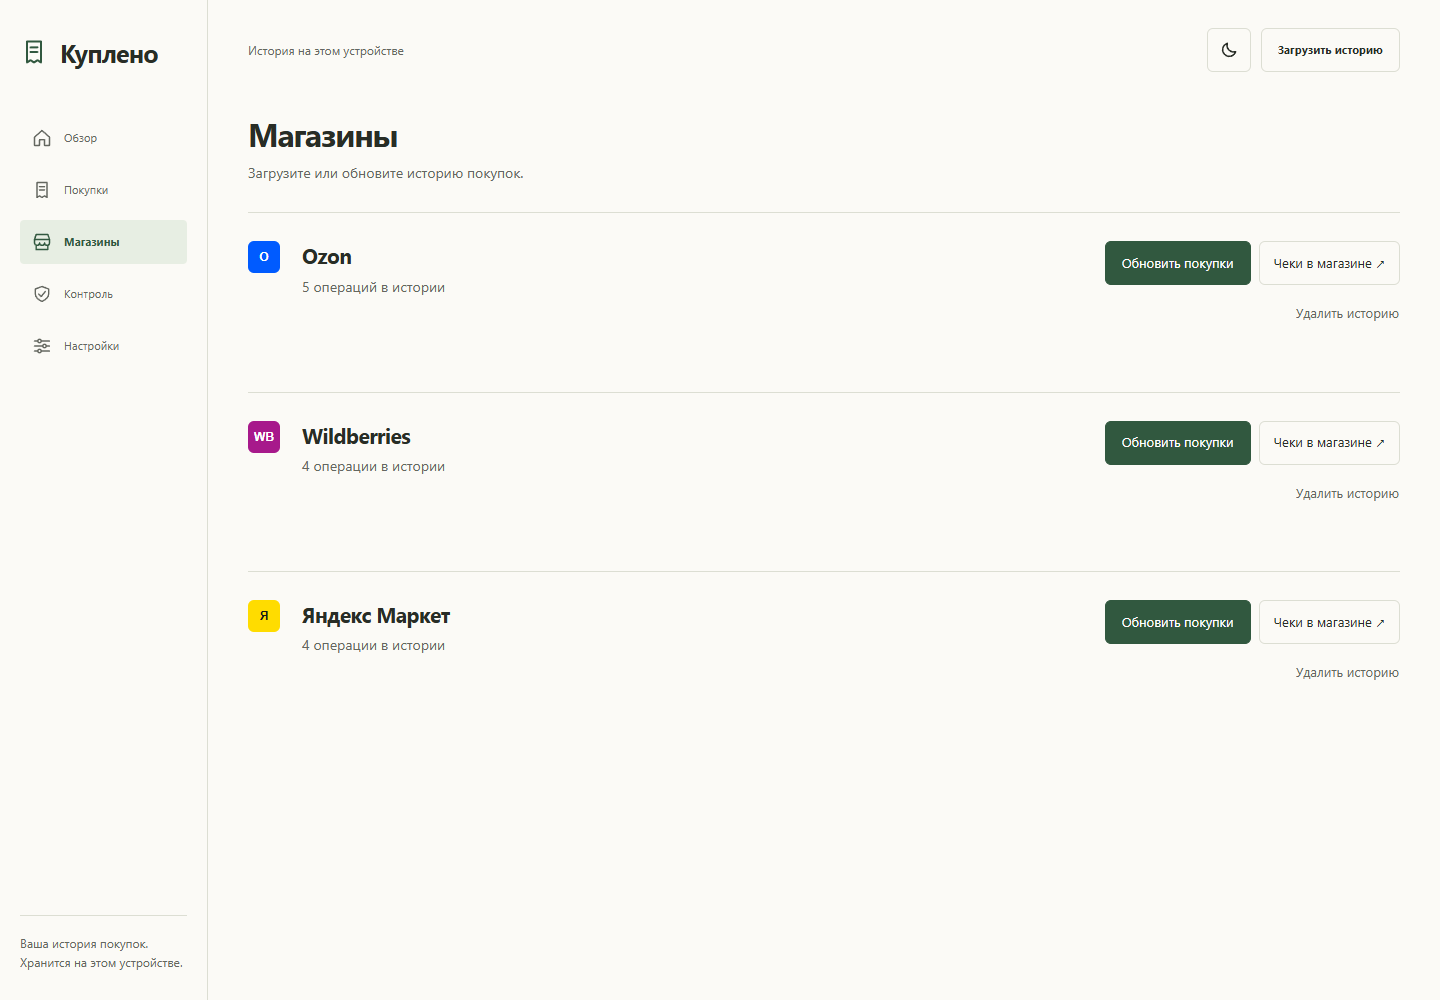 Куплено
История на этом устройстве
Загрузить историю
Обзор
Покупки
Магазины
Контроль
Настройки
Магазины
Загрузите или обновите историю покупок.
O
Ozon
5 операций в истории
Обновить покупки
Чеки в магазине ↗
Удалить историю
WB
Wildberries
4 операции в истории
Обновить покупки
Чеки в магазине ↗
Удалить историю
Я
Яндекс Маркет
4 операции в истории
Обновить покупки
Чеки в магазине ↗
Удалить историю
Ваша история покупок.
Хранится на этом устройстве.